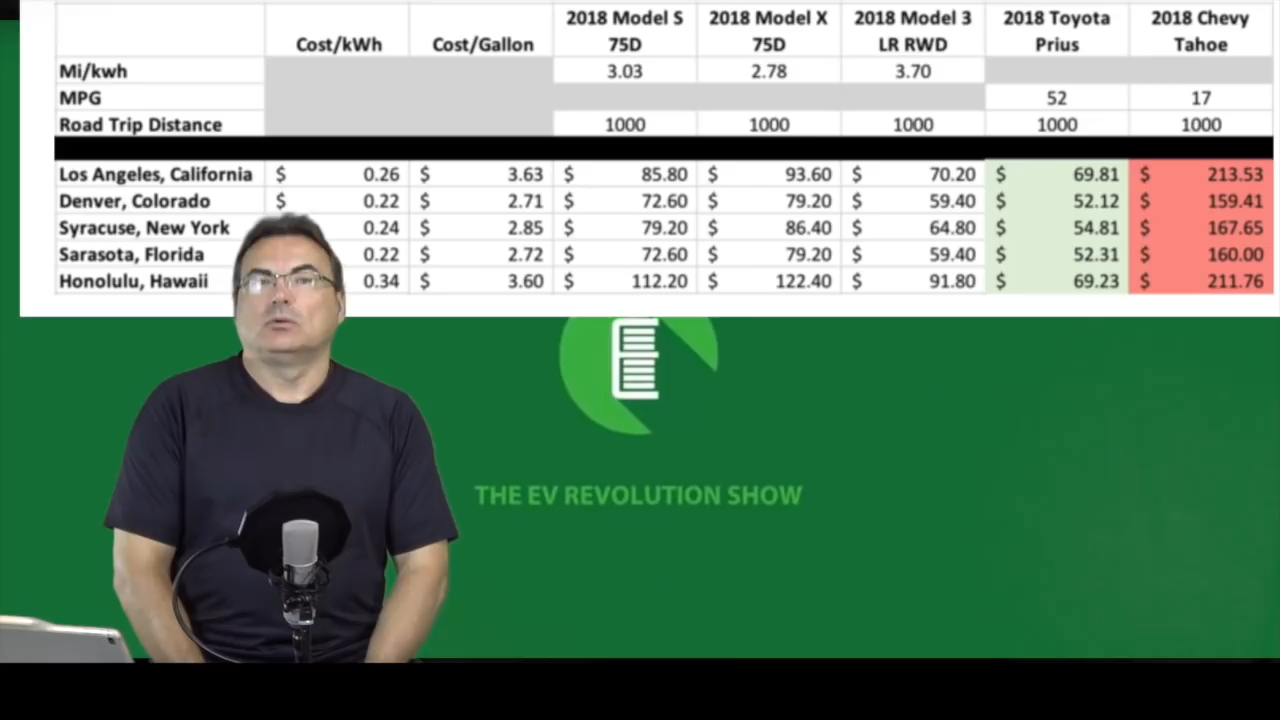 2018 Model S 2018 Model X 2018 Model 3 2018 Toyota 2018 Chevy
Cost/kWh Cost/Gallon 75D 75D LR RWD Prius Tahoe
Mi/kwh 3.03 2.78 3.70
MPG 52 17
Road Trip Distance 1000 1000 1000 1000 1000
Los Angeles, California $ 0.26 $ 3.63 $ 85.80 $ 93.60 $ 70.20 $ 69.81 $ 213.53
Denver, Colorado $ 0.22 $ 2.71 $ 72.60 $ 79.20 $ 59.40 $ 52.12 $ 159.41
Syracuse, New York 0.24 $ 2.85 $ 79.20 $ 86.40 $ 64.80 $ 54.81 $ 167.65
Sarasota, Florida 0.22 $ 2.72 $ 72.60 $ 79.20 $ 59.40 $ 52.31 $ 160.00
Honolulu, Hawaii 0.34 $ 3.60 $ 112.20 $ 122.40 $ 91.80 $ 69.23 $ 211.76
THE EV REVOLUTION SHOW